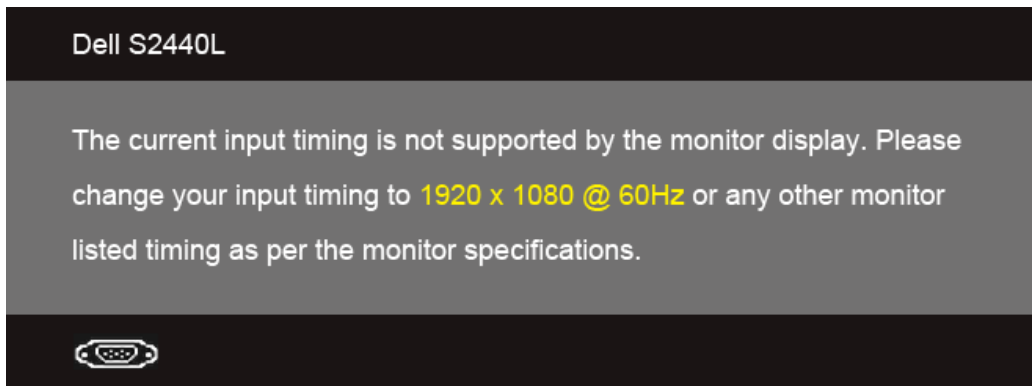 Dell S2440L
The current input timing is not supported by the monitor display. Please
change your input timing to 1920 x 1080 @ 60Hz or any other monitor
listed timing as per the monitor specifications.